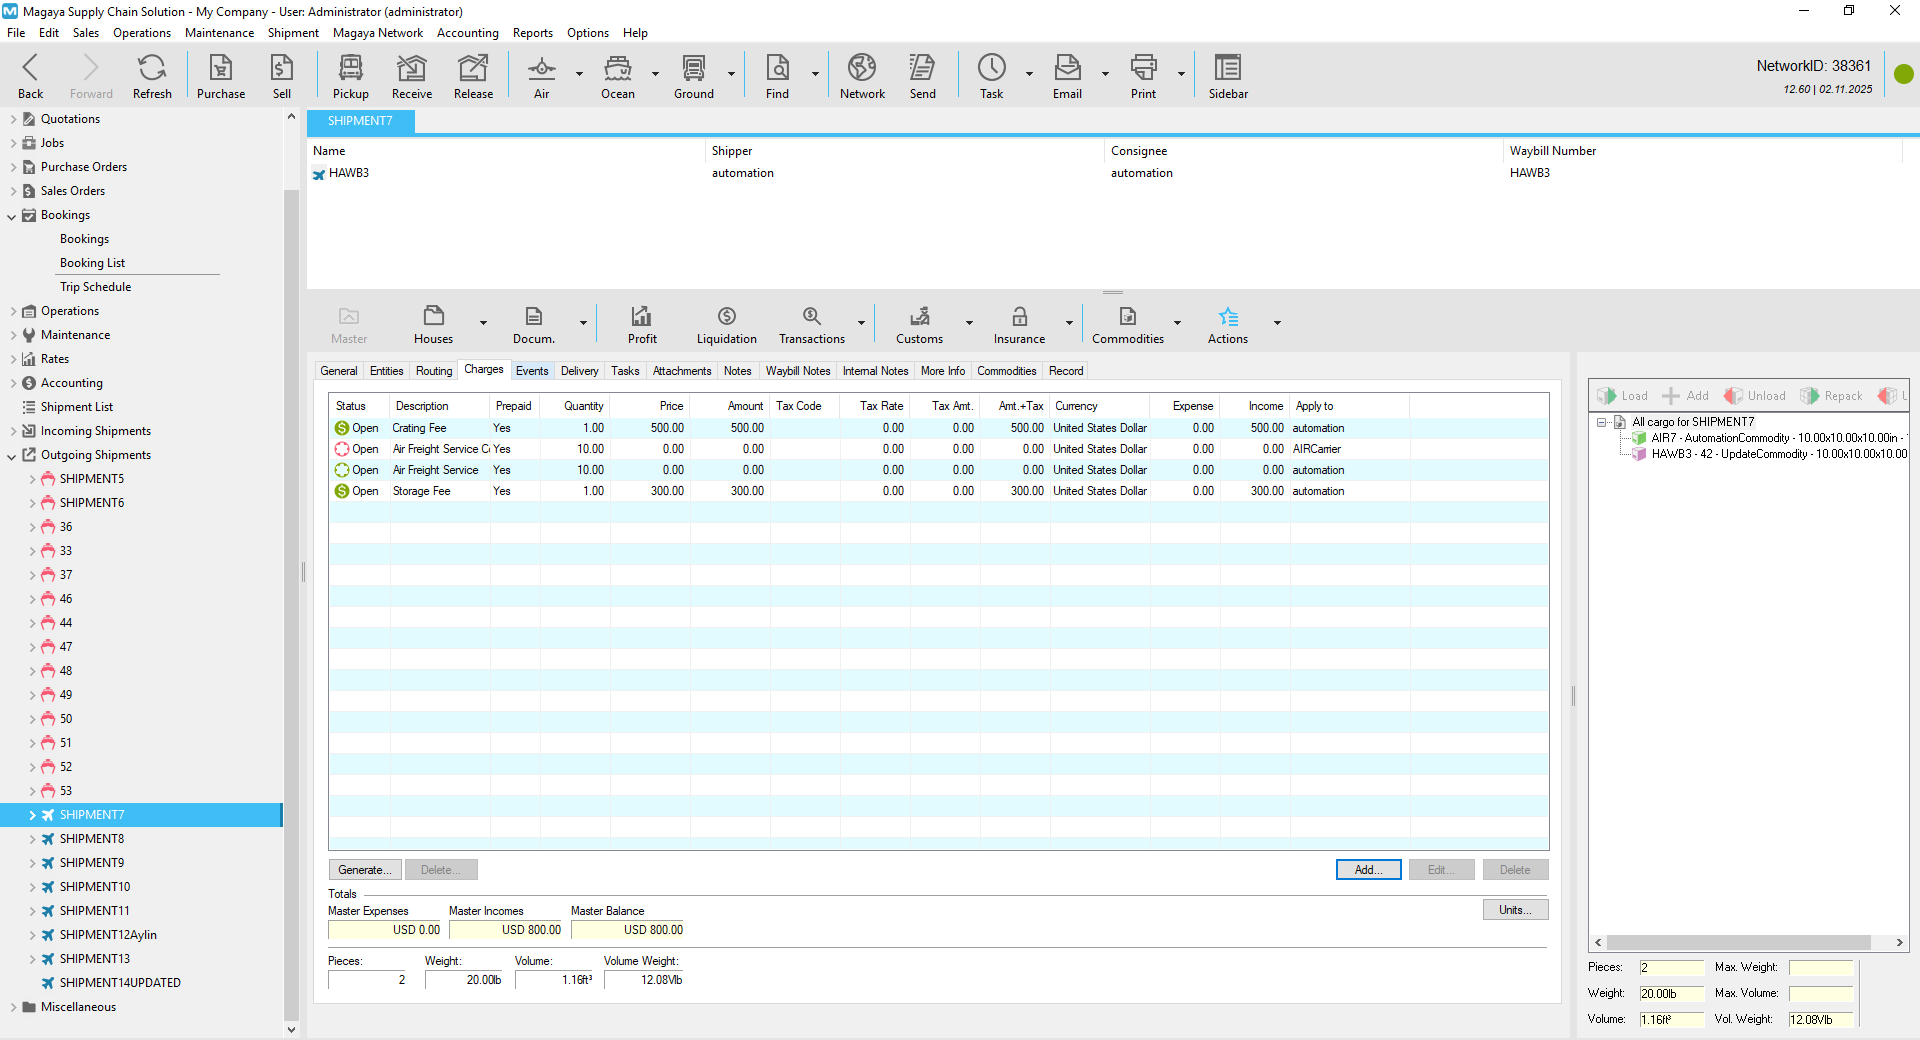 Magaya Supply Chain Solution - My Company - User: Administrator (administrator)
File Edit Sales Operations Maintenance Shipment Magaya Network Accounting Reports Options Help
Back Forward Refresh Purchase Sell Pickup Receive Release Air Ocean Ground Find Network Send Task Email Print Sidebar
NetworkID: 38361
12.60 | 02.11.2025
Quotations
Jobs
Purchase Orders
Sales Orders
Bookings
Bookings
Booking List
Trip Schedule
Operations
Maintenance
Rates
Accounting
Shipment List
Incoming Shipments
Outgoing Shipments
SHIPMENT5
SHIPMENT6
36
33
37
46
44
47
48
49
50
51
52
53
SHIPMENT7
SHIPMENT8
SHIPMENT9
SHIPMENT10
SHIPMENT11
SHIPMENT12Aylin
SHIPMENT13
SHIPMENT14UPDATED
Miscellaneous
SHIPMENT7
Name Shipper Consignee Waybill Number
HAWB3 automation automation HAWB3
Master Houses Docum. Profit Liquidation Transactions Customs Insurance Commodities Actions
General Entities Routing Charges Events Delivery Tasks Attachments Notes Waybill Notes Internal Notes More Info Commodities Record
Status Description Prepaid Quantity Price Amount Tax Code Tax Rate Tax Amt. Amt.+Tax Currency Expense Income Apply to
Open Crating Fee Yes 1.00 500.00 500.00 0.00 0.00 500.00 United States Dollar 0.00 500.00 automation
Open Air Freight Service C Yes 10.00 0.00 0.00 0.00 0.00 0.00 United States Dollar 0.00 0.00 AIRCarrier
Open Air Freight Service Yes 10.00 0.00 0.00 0.00 0.00 0.00 United States Dollar 0.00 0.00 automation
Open Storage Fee Yes 1.00 300.00 300.00 0.00 0.00 300.00 United States Dollar 0.00 300.00 automation
Generate... Delete... Add... Edit... Delete
Totals
Units...
Master Expenses Master Incomes Master Balance
USD 0.00 USD 800.00 USD 800.00
Pieces: Weight: Volume: Volume Weight:
2 20.00lb 1.16ft³ 12.08Vlb
Load Add Unload Repack
All cargo for SHIPMENT7
AIR7 - AutomationCommodity - 10.00x10.00x10.00in -
HAWB3 - 42 - UpdateCommodity - 10.00x10.00x10.00
Pieces: 2 Max. Weight:
Weight: 20.00lb Max. Volume:
Volume: 1.16ft³ Vol. Weight: 12.08Vlb